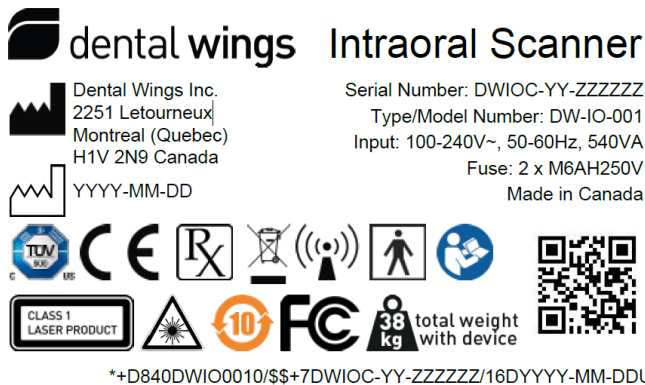 dental wings
Intraoral Scanner
Dental Wings Inc.
2251 Letourneux
Montreal (Quebec)
H1V 2N9 Canada
YYYY-MM-DD
Serial Number: DWIOC-YY-ZZZZZZ
Type/Model Number: DW-IO-001
Input: 100-240V~, 50-60Hz, 540VA
Fuse: 2 x M6AH250V
Made in Canada
TÜV
SÜD
C US
CE
Rx
CLASS 1
LASER PRODUCT
10
FC
38
kg
total weight
with device
*+D840DWIO0010/$$+7DWIOC-YY-ZZZZZZ/16DYYYY-MM-DDU